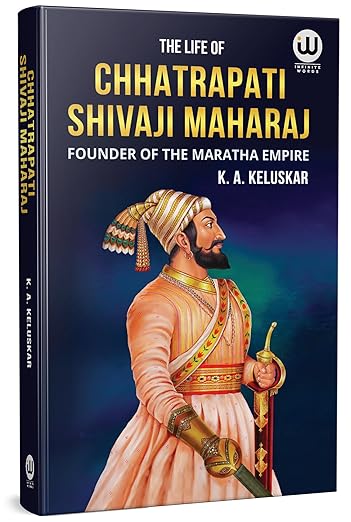 THE LIFE OF
CHHATRAPATI
SHIVAJI MAHARAJ
FOUNDER OF THE MARATHA EMPIRE
K. A. KELUSKAR
INFINITE
WORDS
CHHATRAPATI
SHIVAJI MAHARAJ
K. A. KELUSKAR